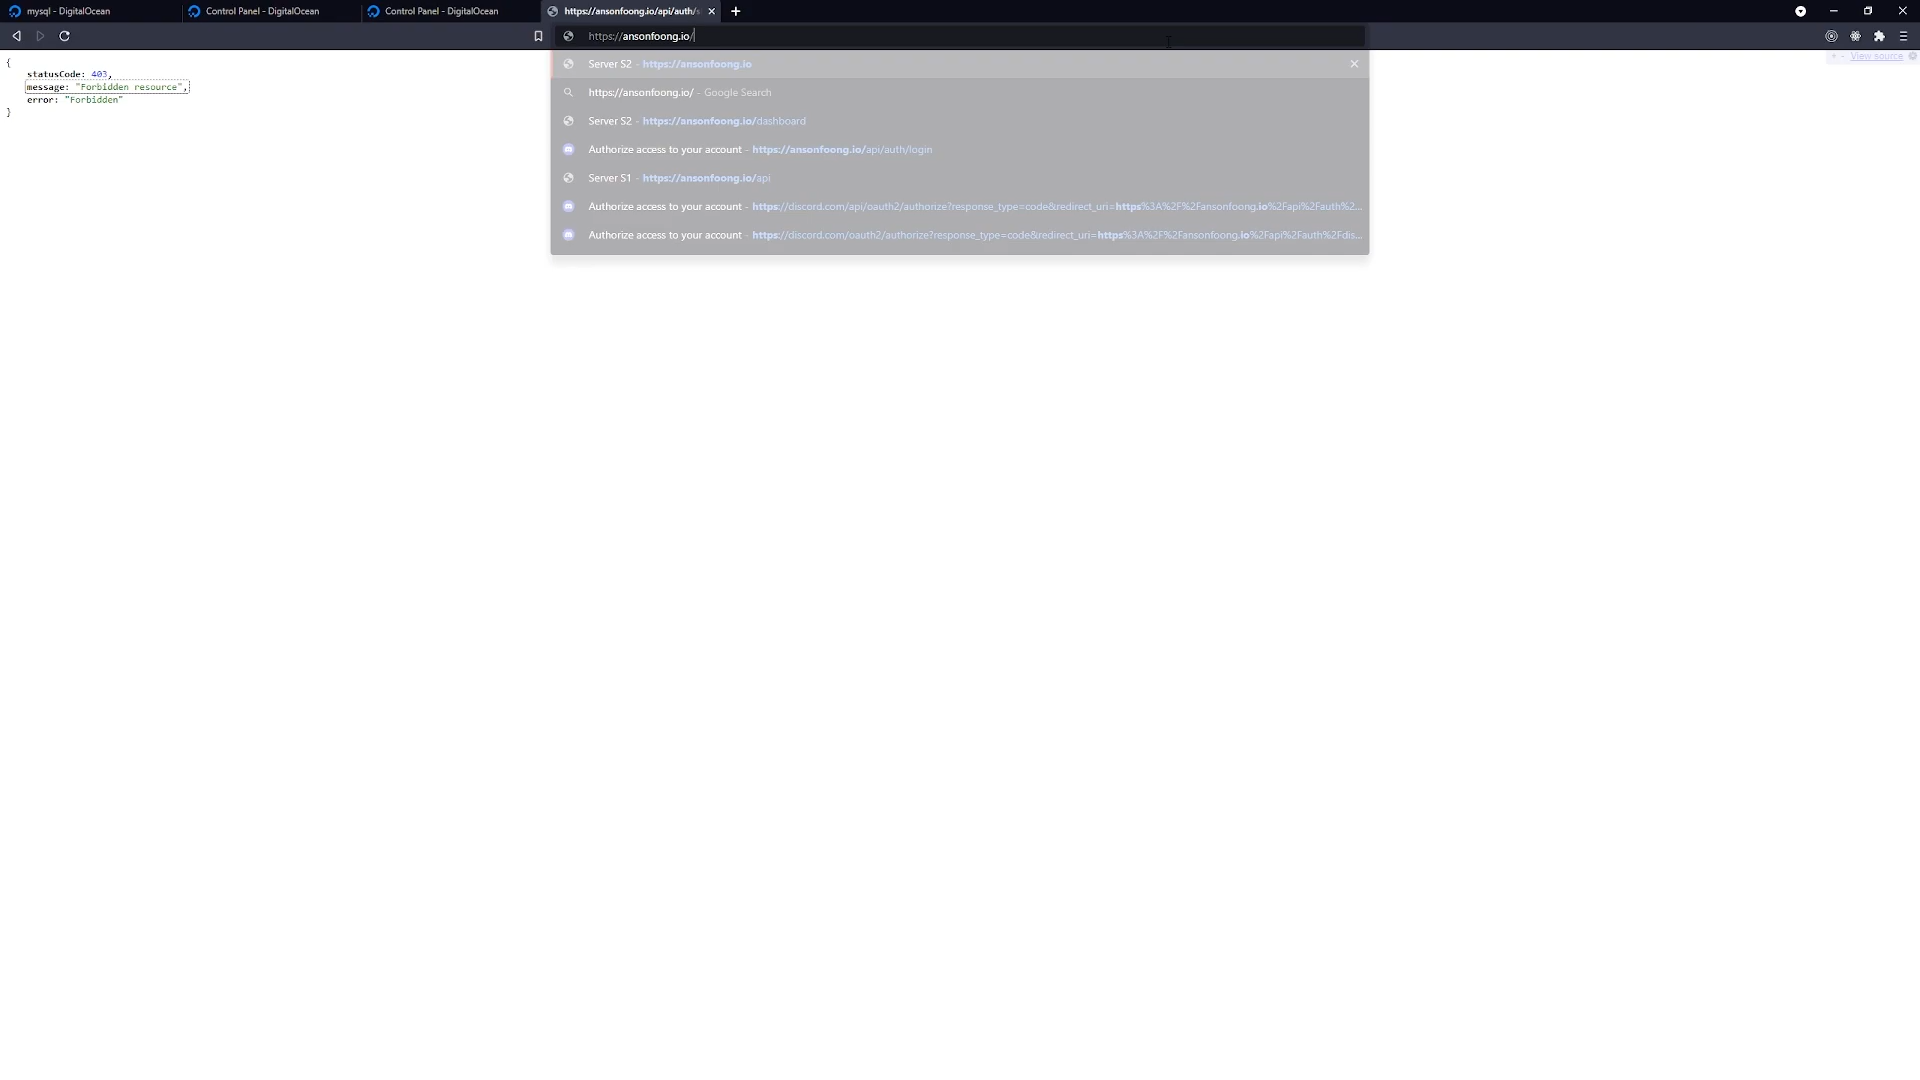 mysql - DigitalOcean
Control Panel - DigitalOcean
Control Panel - DigitalOcean
https://ansonfoong.io/api/auth/s
https://ansonfoong.io/
{
statusCode: 403,
message: "Forbidden resource",
error: "Forbidden"
}
Server S2 - https://ansonfoong.io
https://ansonfoong.io/ - Google Search
Server S2 - https://ansonfoong.io/dashboard
Authorize access to your account - https://ansonfoong.io/api/auth/login
Server S1 - https://ansonfoong.io/api
Authorize access to your account - https://discord.com/api/oauth2/authorize?response_type=code&redirect_uri=https%3A%2F%2Fansonfoong.io%2Fapi%2Fauth%2...
Authorize access to your account - https://discord.com/oauth2/authorize?response_type=code&redirect_uri=https%3A%2F%2Fansonfoong.io%2Fapi%2Fauth%2Fdis...
+ - View source